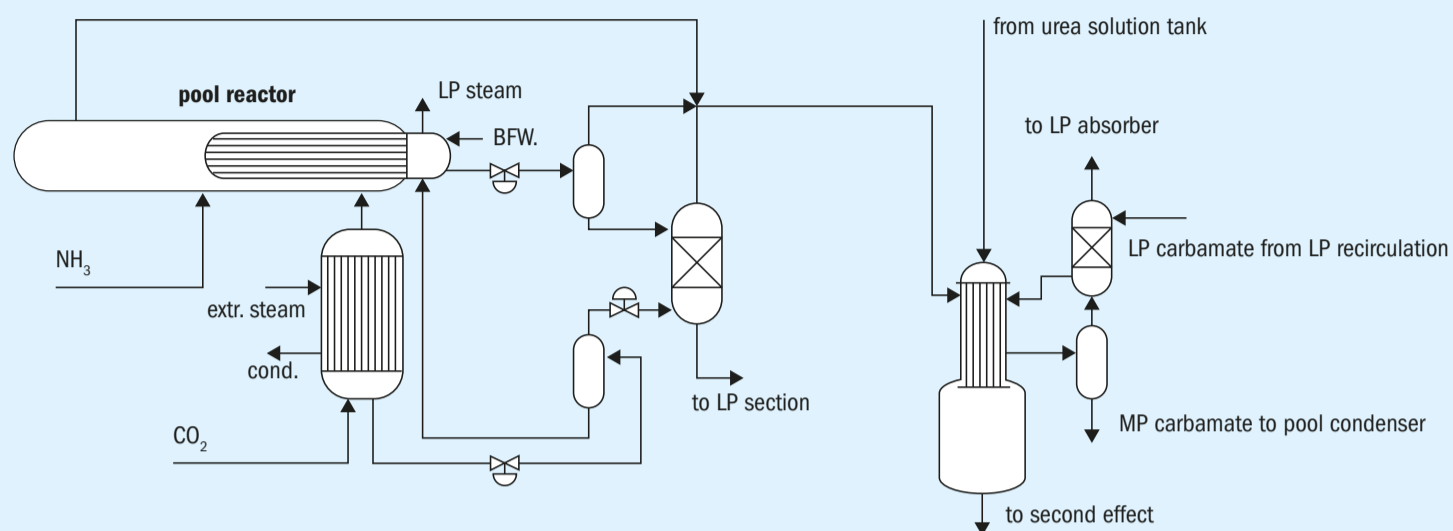 from urea solution tank
pool reactor
LP steam
BFW.
to LP absorber
NH3
LP carbamate from LP recirculation
extr. steam
cond.
to LP section
CO2
MP carbamate to pool condenser
to second effect